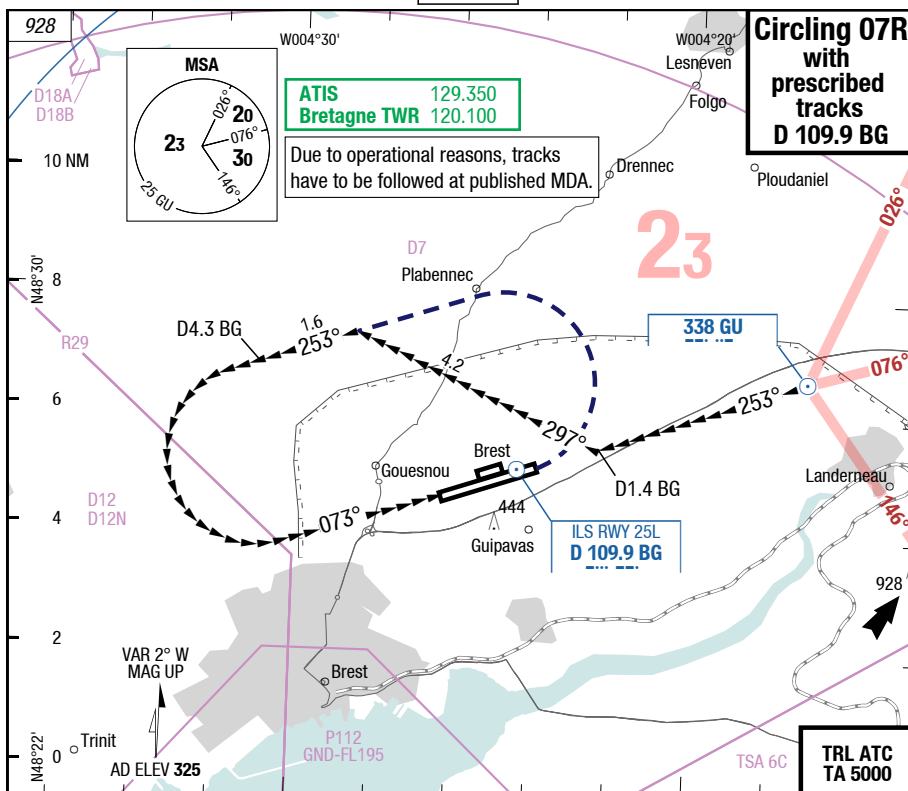 928
W004°30'
W004°20'
Circling 07R
with
prescribed
tracks
D 109.9 BG
Lesneven
Folgo
D18A
D18B
MSA
026°
20
076°
23
30
146°
25 GU
ATIS 129.350
Bretagne TWR 120.100
Due to operational reasons, tracks
have to be followed at published MDA.
10 NM
Drennec
Ploudaniel
026°
23
D7
N48°30'
8
Plabennec
D4.3 BG
1.6
253°
338 GU
R29
4.2
076°
6
253°
297°
Brest
Gouesnou
D1.4 BG
Landerneau
D12
D12N
073°
444
146°
4
Guipavas
ILS RWY 25L
D 109.9 BG
928
2
VAR 2° W
MAG UP
Brest
N48°22'
0
Trinit
P112
GND-FL195
AD ELEV 325
TSA 6C
TRL ATC
TA 5000